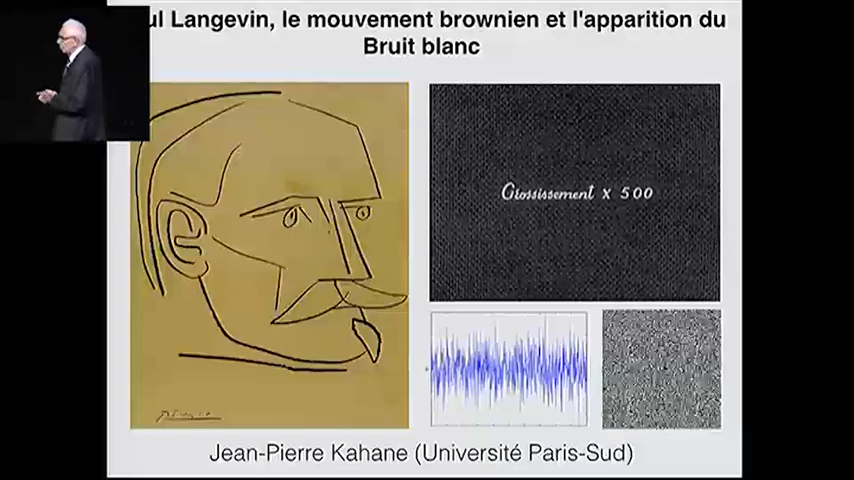 ul Langevin, le mouvement brownien et l'apparition du
Bruit blanc
Grossissement x 500
Jean-Pierre Kahane (Université Paris-Sud)